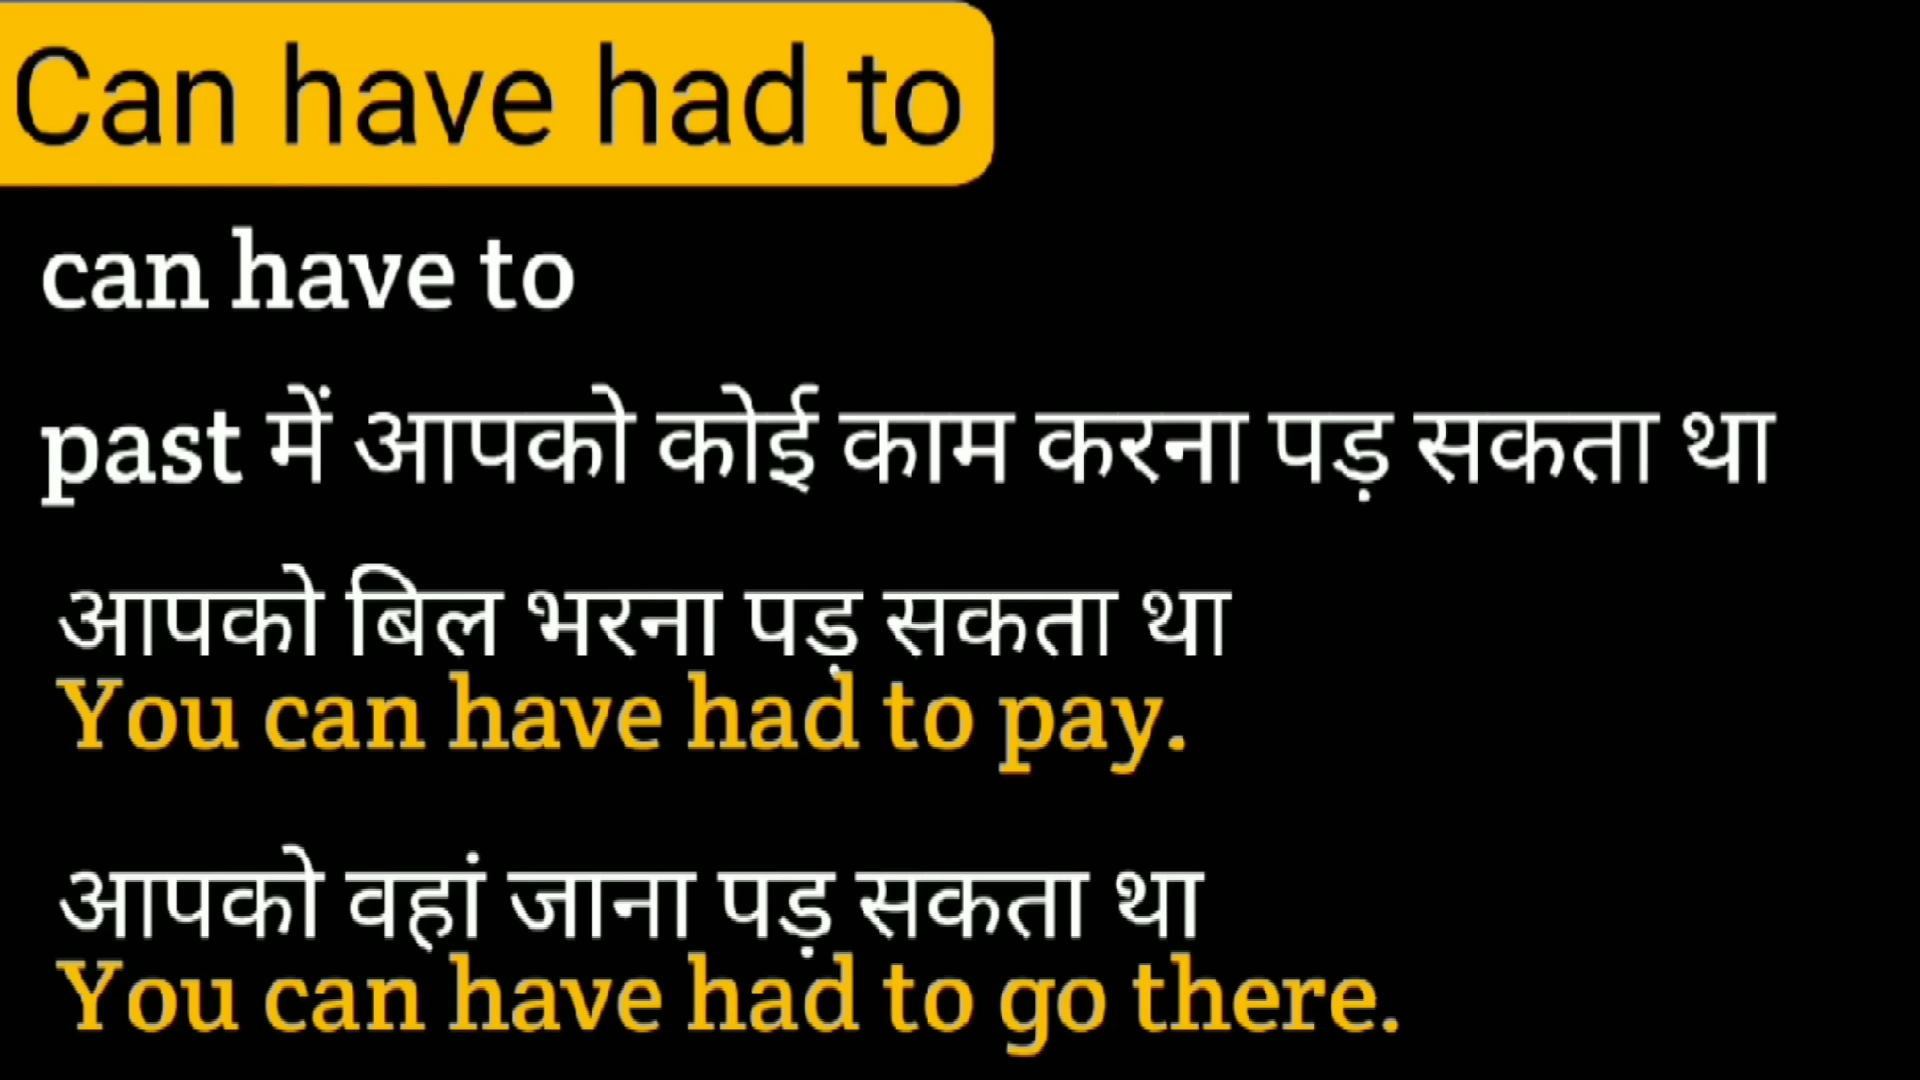 Can have had to
can have to
past में आपको कोई काम करना पड़ सकता था
आपको बिल भरना पड़ सकता था
You can have had to pay.
आपको वहां जाना पड़ सकता था
You can have had to go there.